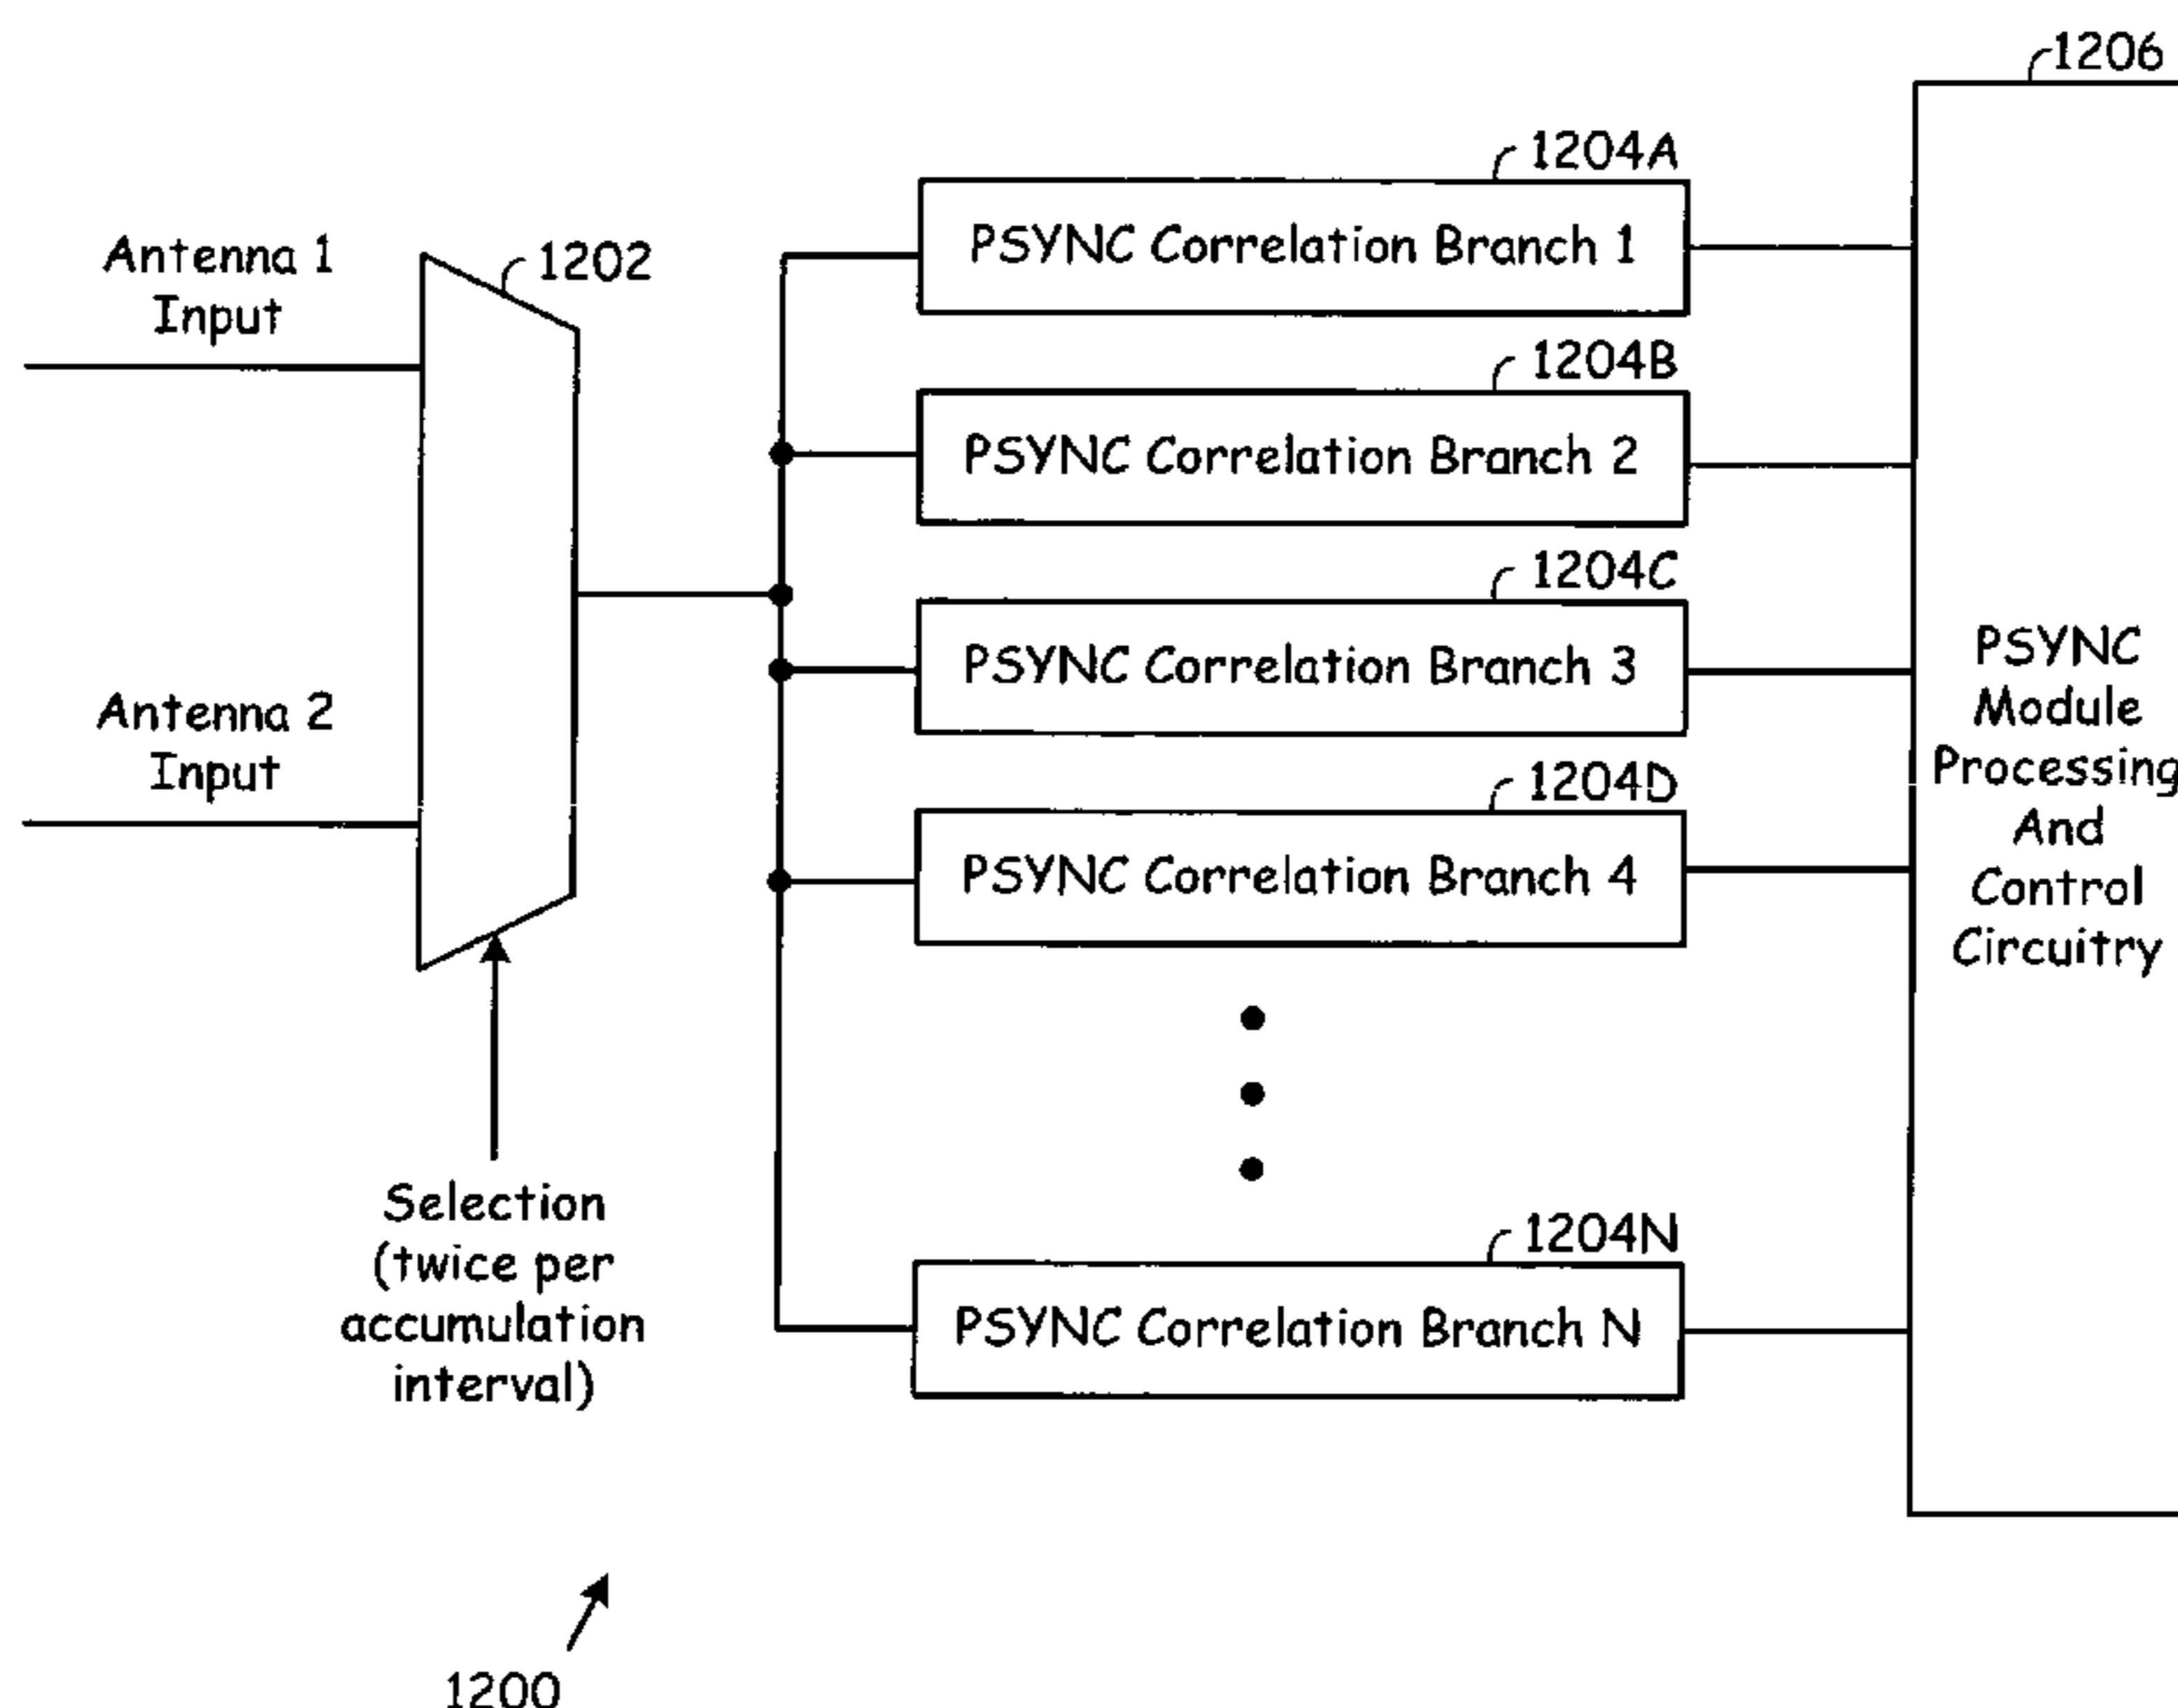 1206
1204A
PSYNC Correlation Branch 1
Antenna 1
Input
1202
1204B
PSYNC Correlation Branch 2
1204C
PSYNC Correlation Branch 3
Antenna 2
Input
1204D
PSYNC Correlation Branch 4
PSYNC
Module
Processing
And
Control
Circuitry
Selection
(twice per
accumulation
interval)
1204N
PSYNC Correlation Branch N
1200